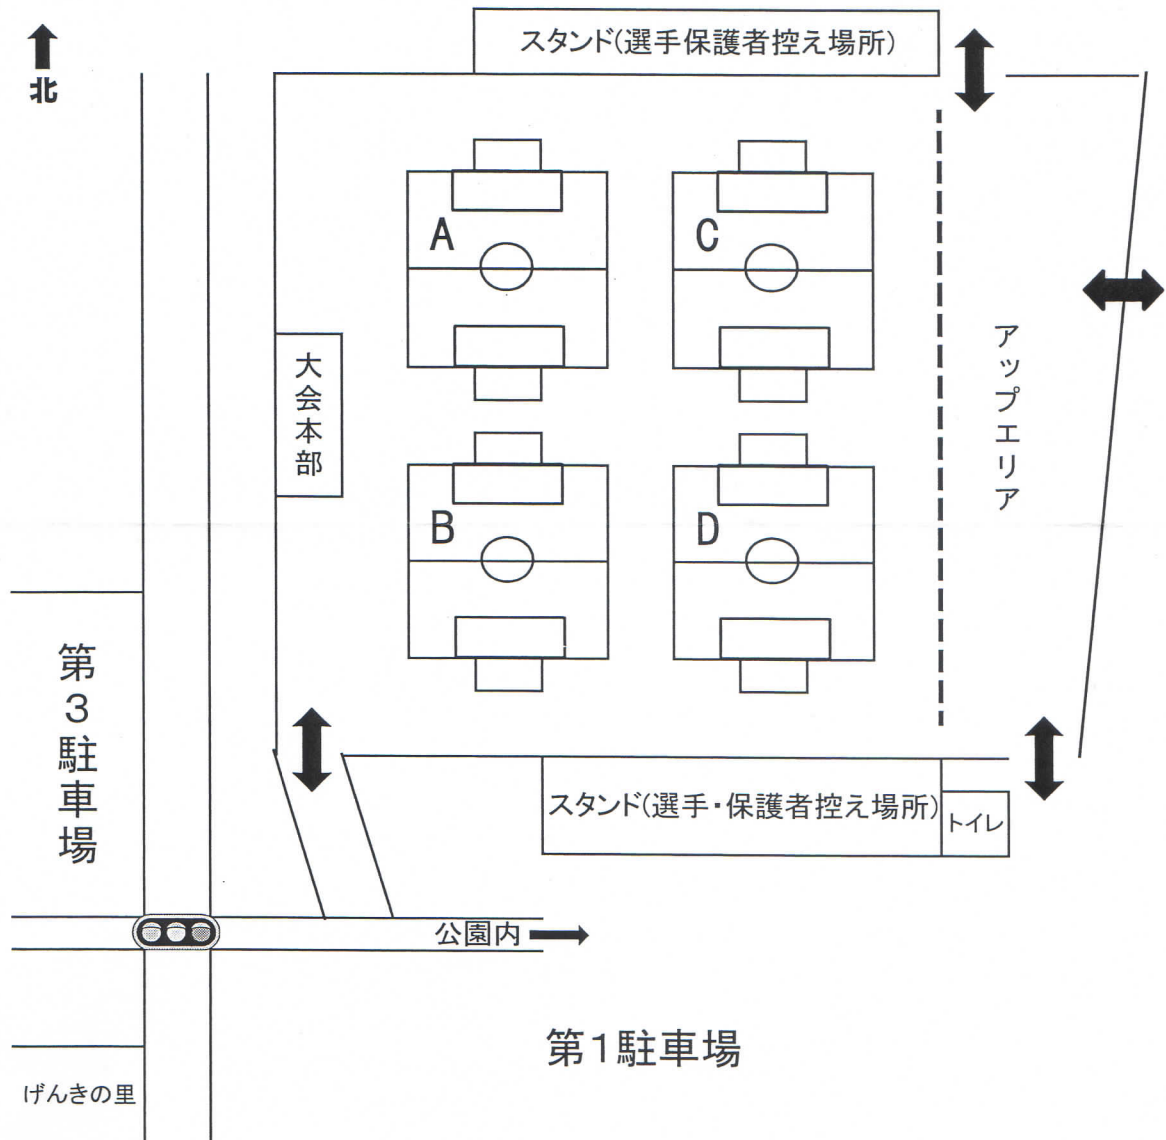 スタンド(選手保護者控え場所)
北
A
C
アップエリア
大会本部
B
D
第3駐車場
スタンド(選手・保護者控え場所)
トイレ
公園内
第1駐車場
げんきの里